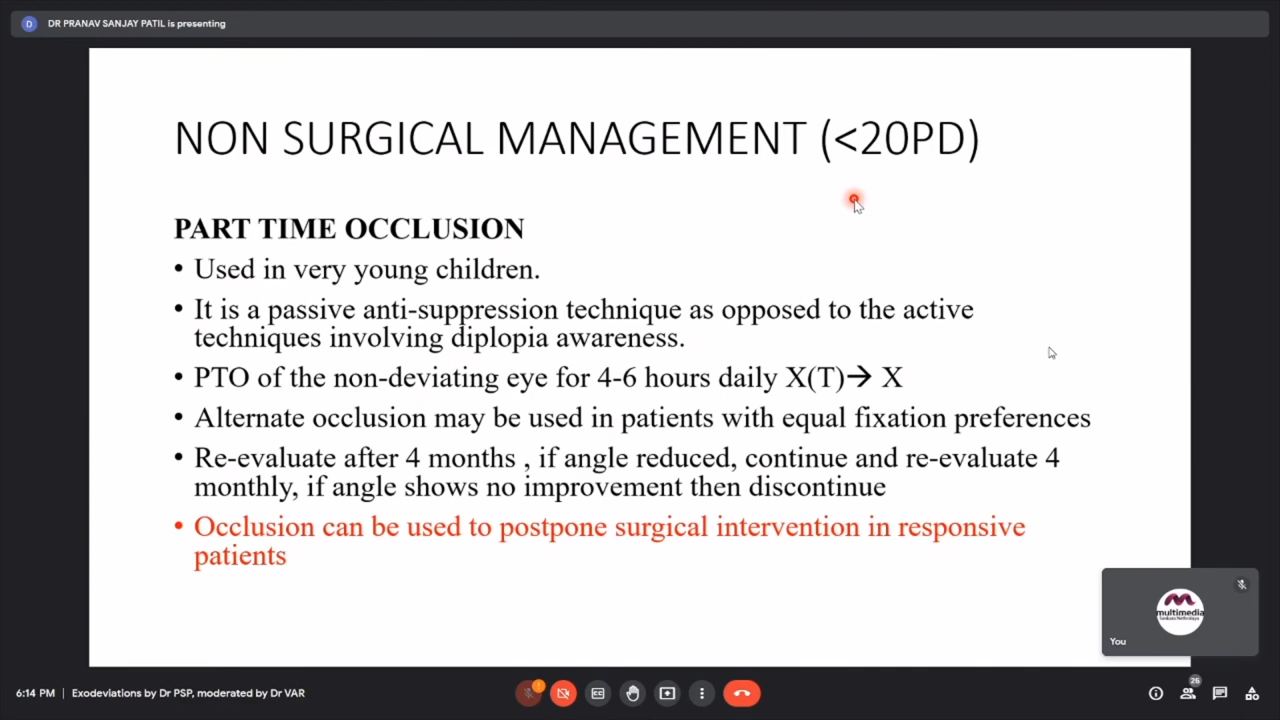 D DR PRANAV SANJAY PATIL is presenting
NON SURGICAL MANAGEMENT (<20PD)
PART TIME OCCLUSION
• Used in very young children.
• It is a passive anti-suppression technique as opposed to the active
techniques involving diplopia awareness.
• PTO of the non-deviating eye for 4-6 hours daily X(T)→ X
• Alternate occlusion may be used in patients with equal fixation preferences
• Re-evaluate after 4 months , if angle reduced, continue and re-evaluate 4
monthly, if angle shows no improvement then discontinue
• Occlusion can be used to postpone surgical intervention in responsive
patients
multimedia
You
6:14 PM | Exodeviations by Dr PSP, moderated by Dr VAR
26